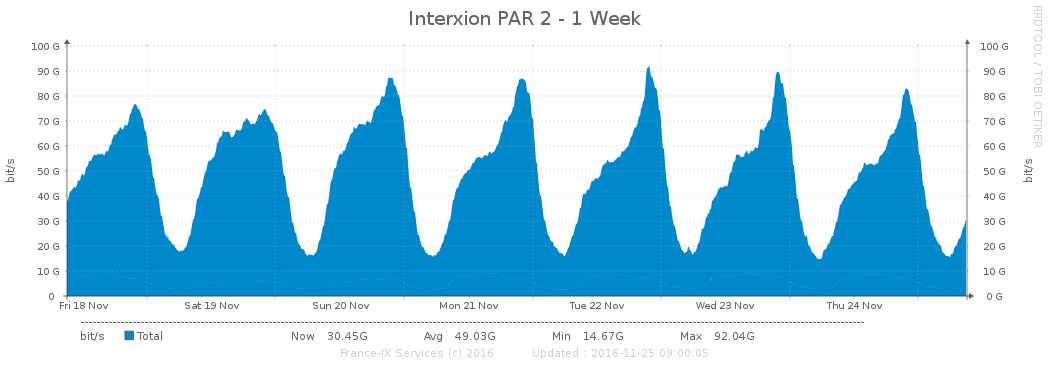 Interxion PAR 2 - 1 Week
RRDTOOL / TOBI OETIKER
bit/s
bit/s
100 G 100 G
90 G 90 G
80 G 80 G
70 G 70 G
60 G 60 G
50 G 50 G
40 G 40 G
30 G 30 G
20 G 20 G
10 G 10 G
0 0 G
Fri 18 Nov Sat 19 Nov Sun 20 Nov Mon 21 Nov Tue 22 Nov Wed 23 Nov Thu 24 Nov
bit/s Total Now 30.45G Avg 49.03G Min 14.67G Max 92.04G
France-IX Services (c) 2016 Updated : 2016-11-25 09:00:05